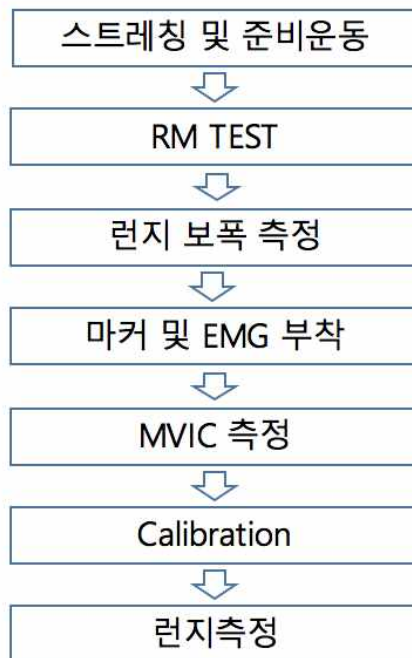 스트레칭 및 준비운동
RM TEST
런지 보폭 측정
마커 및 EMG 부착
MVIC 측정
Calibration
런지측정